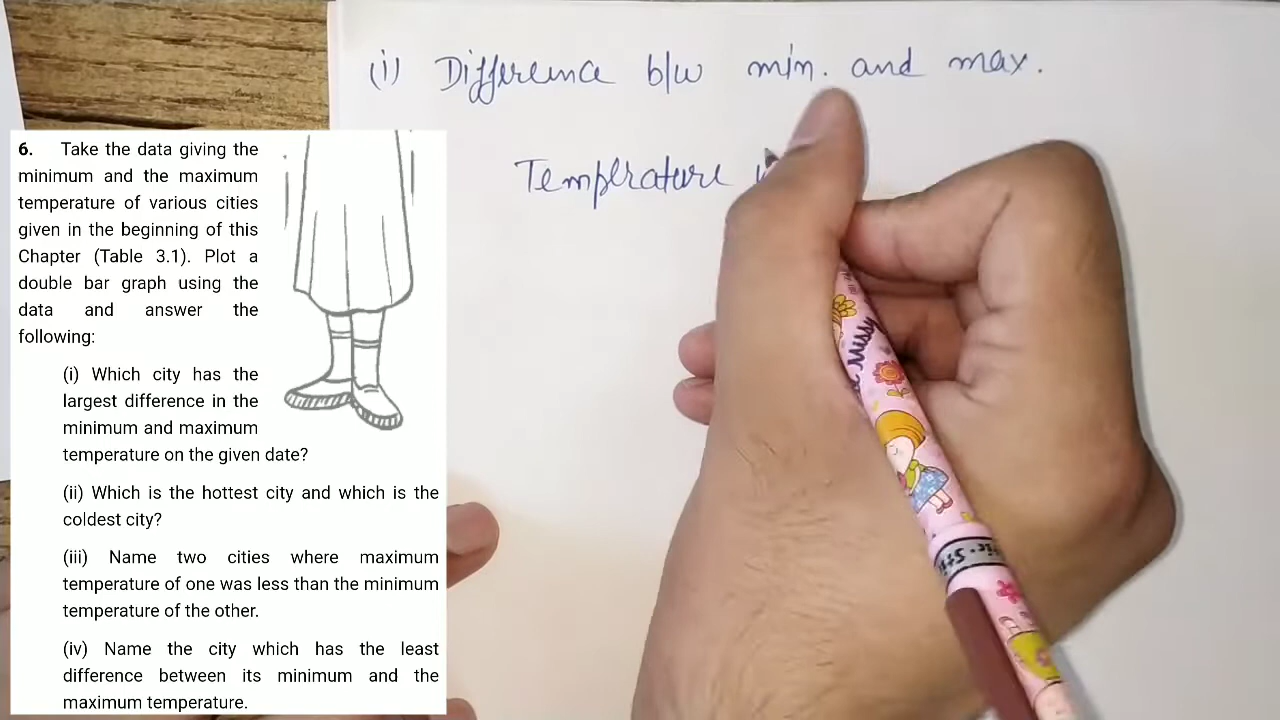 (i) Difference b/w min. and max.
Temperature
6. Take the data giving the
minimum and the maximum
temperature of various cities
given in the beginning of this
Chapter (Table 3.1). Plot a
double bar graph using the
data and answer the
following:
(i) Which city has the
largest difference in the
minimum and maximum
temperature on the given date?
(ii) Which is the hottest city and which is the
coldest city?
(iii) Name two cities where maximum
temperature of one was less than the minimum
temperature of the other.
(iv) Name the city which has the least
difference between its minimum and the
maximum temperature.